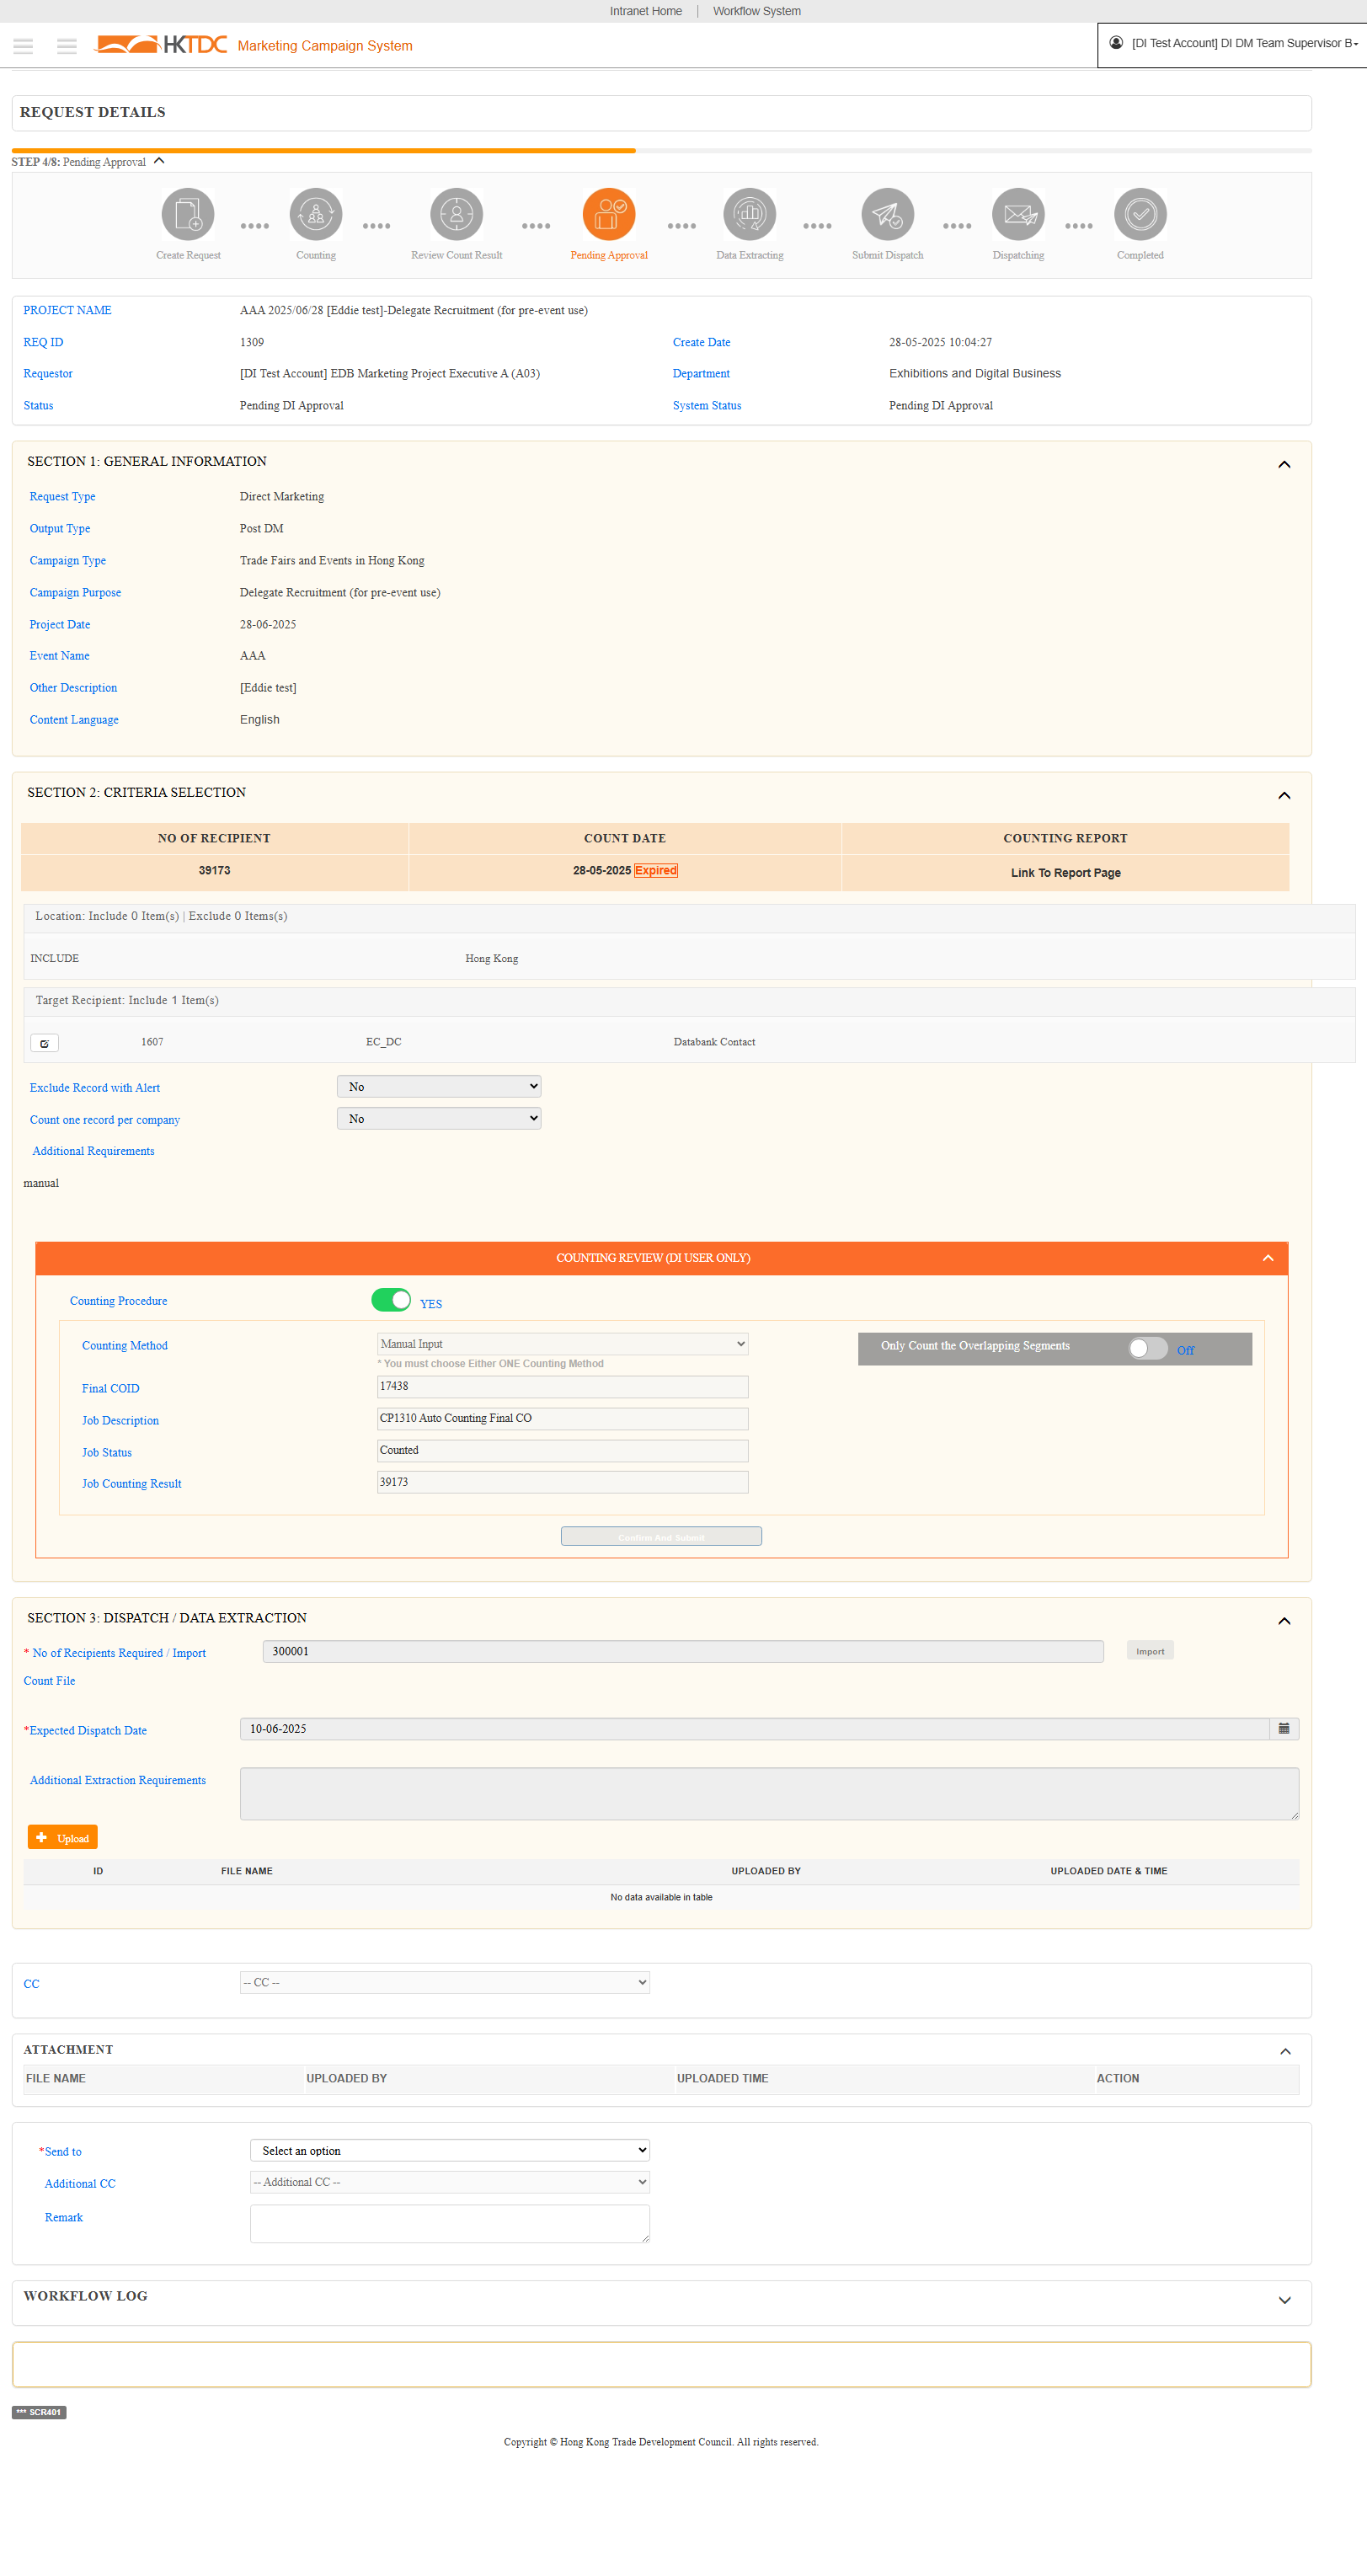 Intranet Home | Workflow System
HKTDC Marketing Campaign System
[DI Test Account] DI DM Team Supervisor B
REQUEST DETAILS
STEP 4/8: Pending Approval
Create Request
Counting
Review Count Result
Pending Approval
Data Extracting
Submit Dispatch
Dispatching
Completed
PROJECT NAME AAA 2025/06/28 [Eddie test]-Delegate Recruitment (for pre-event use)
REQ ID 1309 Create Date 28-05-2025 10:04:27
Requestor [DI Test Account] EDB Marketing Project Executive A (A03) Department Exhibitions and Digital Business
Status Pending DI Approval System Status Pending DI Approval
SECTION 1: GENERAL INFORMATION
Request Type Direct Marketing
Output Type Post DM
Campaign Type Trade Fairs and Events in Hong Kong
Campaign Purpose Delegate Recruitment (for pre-event use)
Project Date 28-06-2025
Event Name AAA
Other Description [Eddie test]
Content Language English
SECTION 2: CRITERIA SELECTION
NO OF RECIPIENT COUNT DATE COUNTING REPORT
39173 28-05-2025 Expired Link To Report Page
Location: Include 0 Item(s) | Exclude 0 Items(s)
INCLUDE Hong Kong
Target Recipient: Include 1 Item(s)
1607 EC_DC Databank Contact
Exclude Record with Alert No
Count one record per company No
Additional Requirements
manual
COUNTING REVIEW (DI USER ONLY)
Counting Procedure YES
Counting Method Manual Input Only Count the Overlapping Segments Off
* You must choose Either ONE Counting Method
Final COID 17438
Job Description CP1310 Auto Counting Final CO
Job Status Counted
Job Counting Result 39173
Confirm And Submit
SECTION 3: DISPATCH / DATA EXTRACTION
* No of Recipients Required / Import 300001 Import
Count File
*Expected Dispatch Date 10-06-2025
Additional Extraction Requirements
Upload
ID FILE NAME UPLOADED BY UPLOADED DATE & TIME
No data available in table
CC -- CC --
ATTACHMENT
FILE NAME UPLOADED BY UPLOADED TIME ACTION
*Send to Select an option
Additional CC -- Additional CC --
Remark
WORKFLOW LOG
*** SCR401
Copyright © Hong Kong Trade Development Council. All rights reserved.